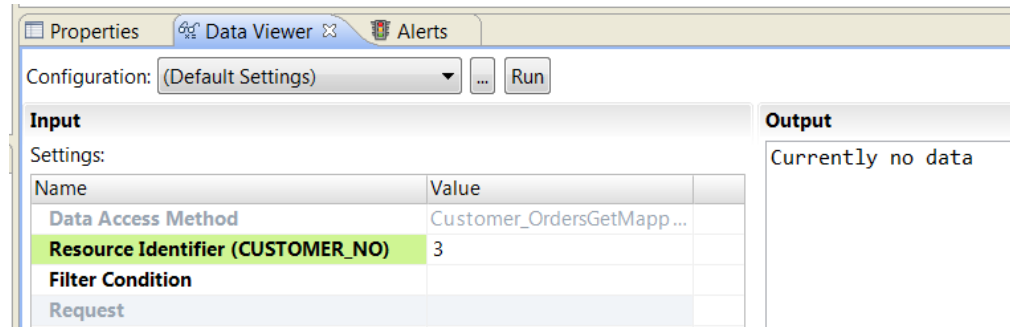 Properties Data Viewer Alerts
Configuration: (Default Settings) ... Run
Input Output
Settings: Currently no data
Name Value
Data Access Method Customer_OrdersGetMapp...
Resource Identifier (CUSTOMER_NO) 3
Filter Condition
Request